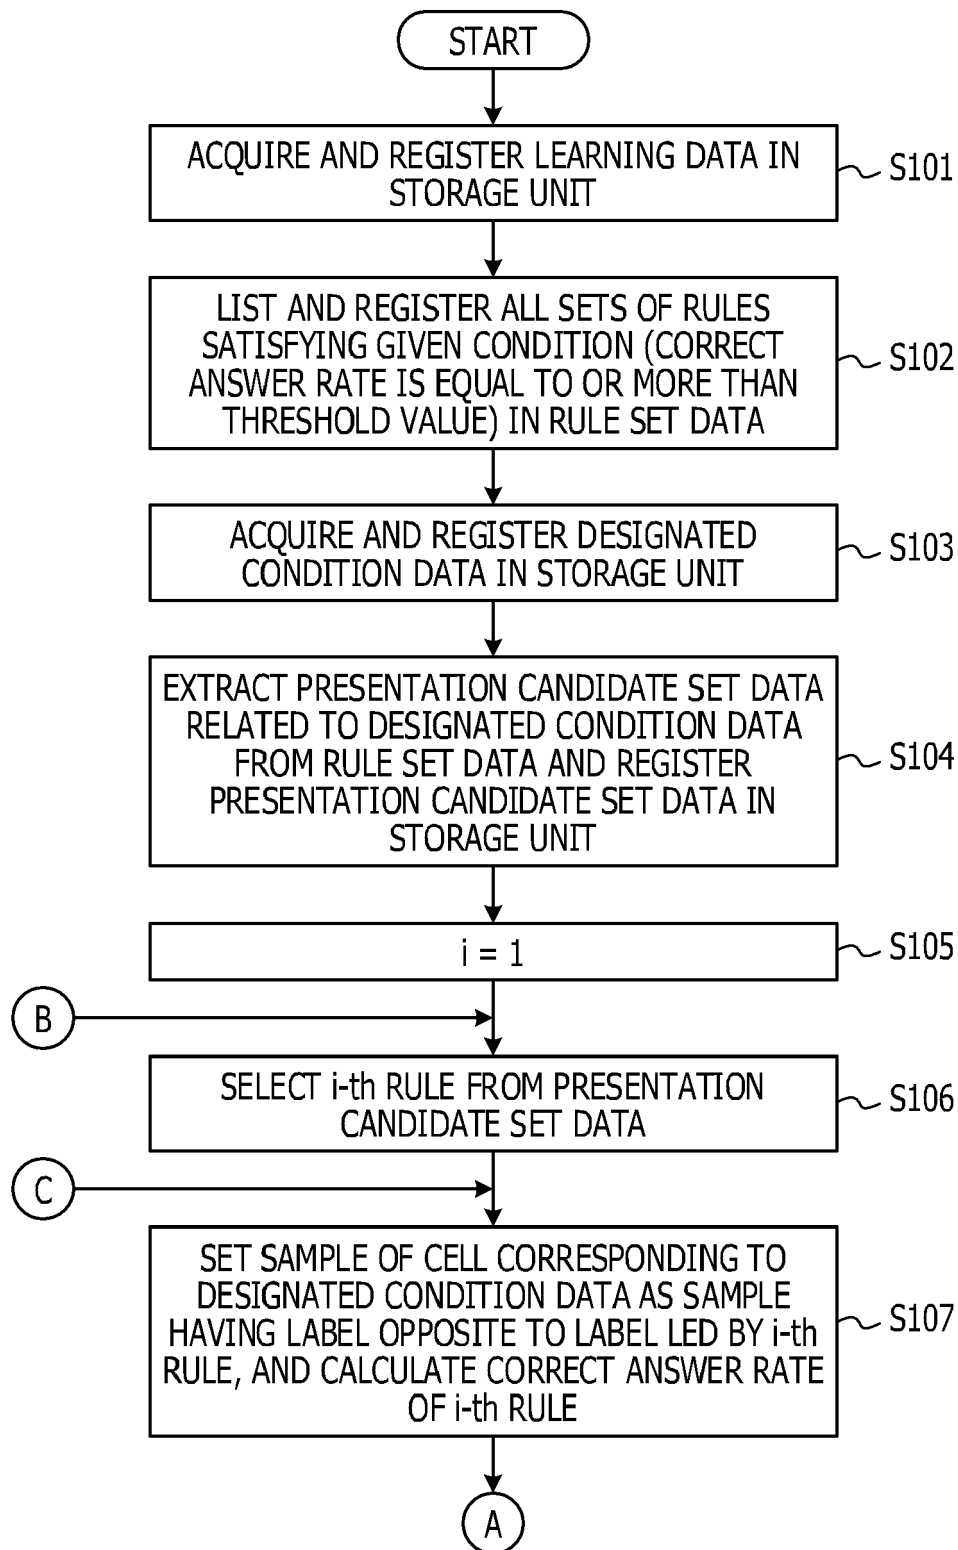 START
ACQUIRE AND REGISTER LEARNING DATA IN
STORAGE UNIT
S101
LIST AND REGISTER ALL SETS OF RULES
SATISFYING GIVEN CONDITION (CORRECT
ANSWER RATE IS EQUAL TO OR MORE THAN
THRESHOLD VALUE) IN RULE SET DATA
S102
ACQUIRE AND REGISTER DESIGNATED
CONDITION DATA IN STORAGE UNIT
S103
EXTRACT PRESENTATION CANDIDATE SET DATA
RELATED TO DESIGNATED CONDITION DATA
FROM RULE SET DATA AND REGISTER
PRESENTATION CANDIDATE SET DATA IN
STORAGE UNIT
S104
i = 1
S105
B
SELECT i-th RULE FROM PRESENTATION
CANDIDATE SET DATA
S106
C
SET SAMPLE OF CELL CORRESPONDING TO
DESIGNATED CONDITION DATA AS SAMPLE
HAVING LABEL OPPOSITE TO LABEL LED BY i-th
RULE, AND CALCULATE CORRECT ANSWER RATE
OF i-th RULE
S107
A